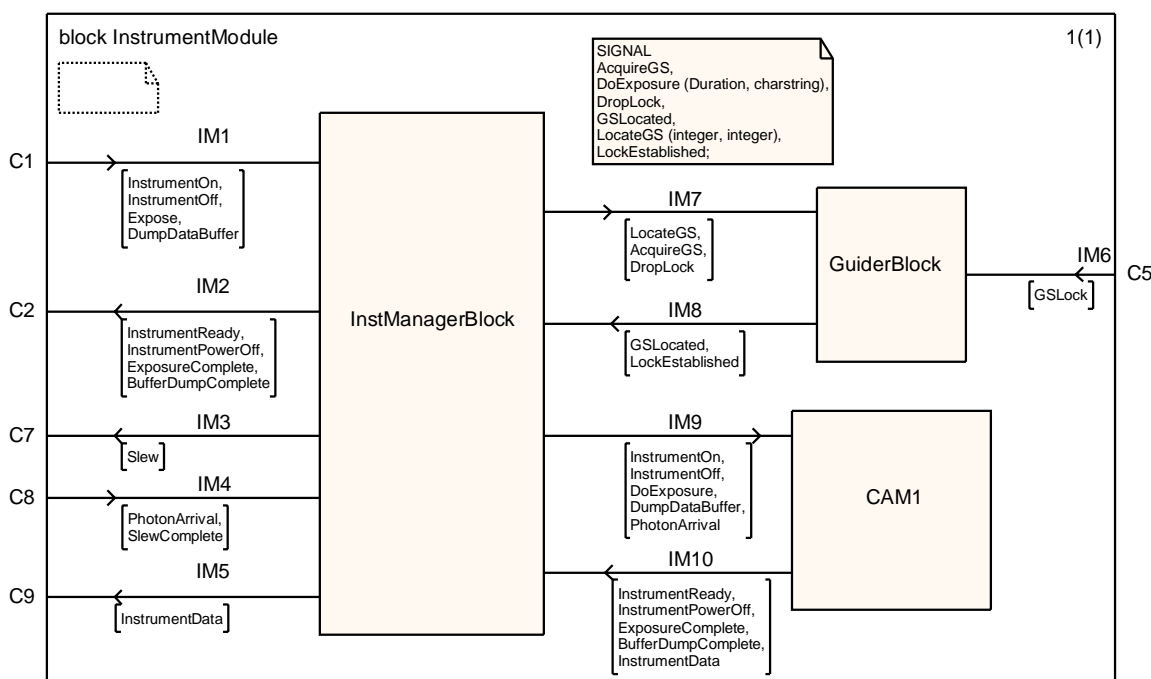 block InstrumentModule
1(1)
SIGNAL
AcquireGS,
DoExposure (Duration, charstring),
DropLock,
GSLocated,
LocateGS (integer, integer),
LockEstablished;
C1
IM1
InstrumentOn,
InstrumentOff,
Expose,
DumpDataBuffer
C2
IM2
InstrumentReady,
InstrumentPowerOff,
ExposureComplete,
BufferDumpComplete
C7
IM3
Slew
C8
IM4
PhotonArrival,
SlewComplete
C9
IM5
InstrumentData
InstManagerBlock
IM7
LocateGS,
AcquireGS,
DropLock
IM8
GSLocated,
LockEstablished
GuiderBlock
IM6
C5
GSLock
IM9
InstrumentOn,
InstrumentOff,
DoExposure,
DumpDataBuffer,
PhotonArrival
CAM1
IM10
InstrumentReady,
InstrumentPowerOff,
ExposureComplete,
BufferDumpComplete,
InstrumentData